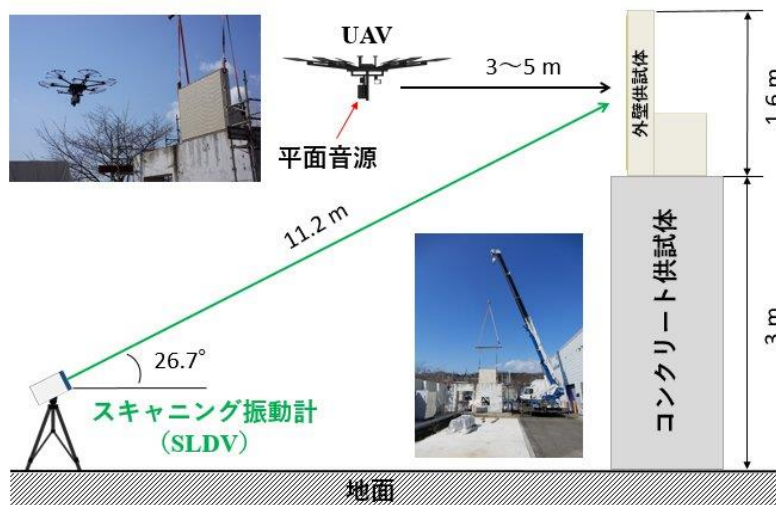 UAV
3～5 m
平面音源
外壁供試体
1.6 m
11.2 m
コンクリート供試体
3 m
26.7°
スキャニング振動計
（SLDV）
地面